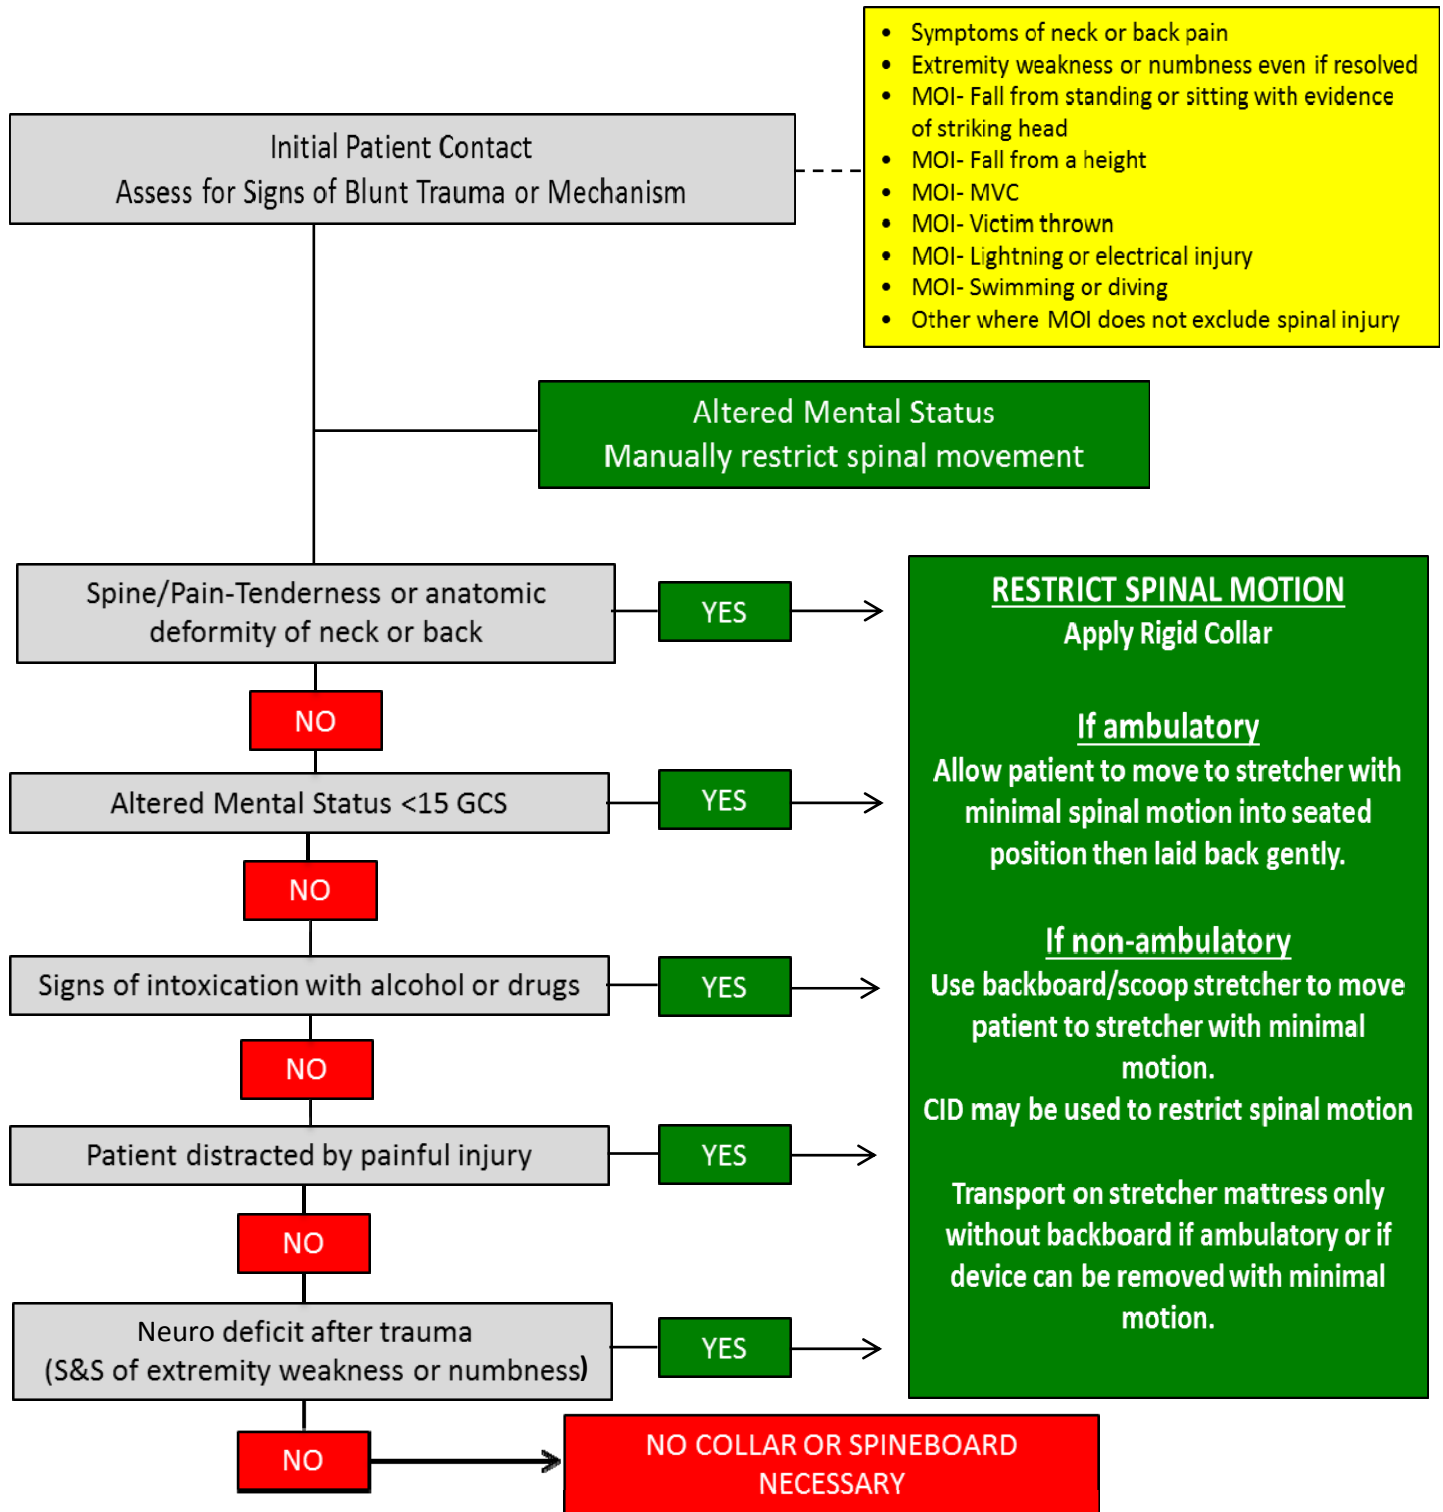 • Symptoms of neck or back pain
• Extremity weakness or numbness even if resolved
• MOI- Fall from standing or sitting with evidence
of striking head
• MOI- Fall from a height
• MOI- MVC
• MOI- Victim thrown
• MOI- Lightning or electrical injury
• MOI- Swimming or diving
• Other where MOI does not exclude spinal injury
Initial Patient Contact
Assess for Signs of Blunt Trauma or Mechanism
Altered Mental Status
Manually restrict spinal movement
Spine/Pain-Tenderness or anatomic
deformity of neck or back
YES
NO
Altered Mental Status <15 GCS
YES
NO
Signs of intoxication with alcohol or drugs
YES
NO
Patient distracted by painful injury
YES
NO
Neuro deficit after trauma
(S&S of extremity weakness or numbness)
YES
NO
RESTRICT SPINAL MOTION
Apply Rigid Collar
If ambulatory
Allow patient to move to stretcher with
minimal spinal motion into seated
position then laid back gently.
If non-ambulatory
Use backboard/scoop stretcher to move
patient to stretcher with minimal
motion.
CID may be used to restrict spinal motion
Transport on stretcher mattress only
without backboard if ambulatory or if
device can be removed with minimal
motion.
NO COLLAR OR SPINEBOARD
NECESSARY